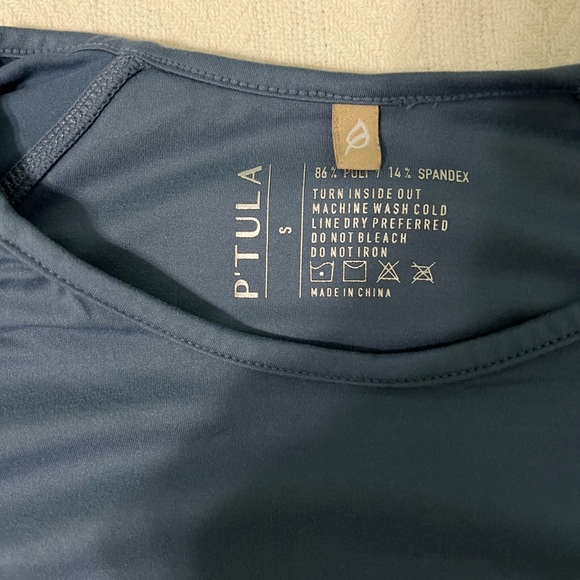 P'TULA
S
86% POLY / 14% SPANDEX
TURN INSIDE OUT
MACHINE WASH COLD
LINE DRY PREFERRED
DO NOT BLEACH
DO NOT IRON
MADE IN CHINA